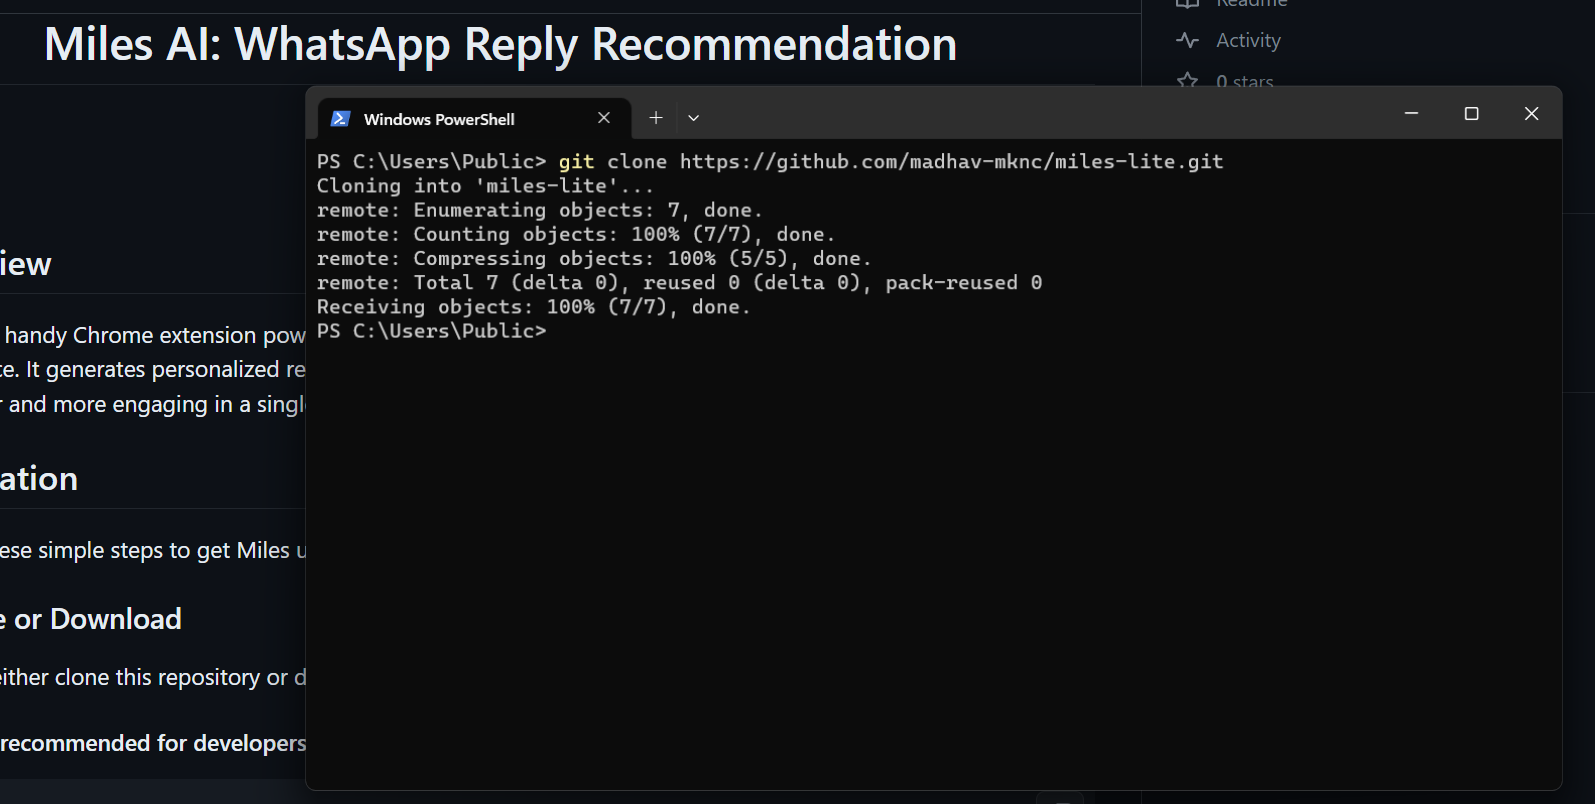 Miles AI: WhatsApp Reply Recommendation
Readme
Activity
0 stars
Windows PowerShell
PS C:\Users\Public> git clone https://github.com/madhav-mknc/miles-lite.git
Cloning into 'miles-lite'...
remote: Enumerating objects: 7, done.
remote: Counting objects: 100% (7/7), done.
remote: Compressing objects: 100% (5/5), done.
remote: Total 7 (delta 0), reused 0 (delta 0), pack-reused 0
Receiving objects: 100% (7/7), done.
PS C:\Users\Public>
iew
handy Chrome extension pow
ce. It generates personalized re
r and more engaging in a singl
ation
ese simple steps to get Miles u
e or Download
either clone this repository or d
recommended for developers